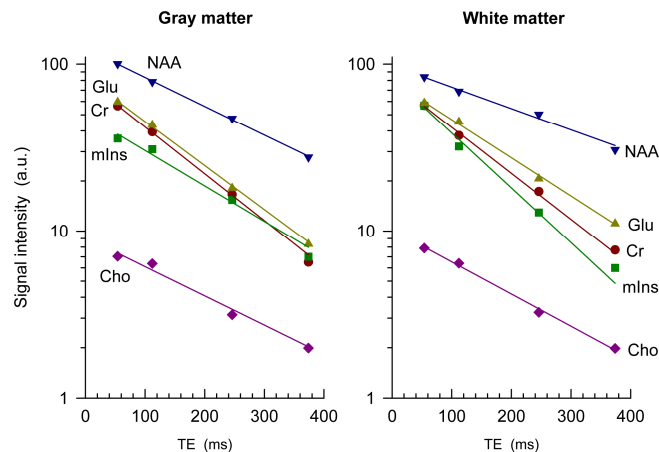 Gray matter
White matter
Signal intensity (a.u.)
100
10
1
NAA
Glu
Cr
mIns
Cho
0
100
200
300
400
TE (ms)
100
10
1
NAA
Glu
Cr
mIns
Cho
0
100
200
300
400
TE (ms)